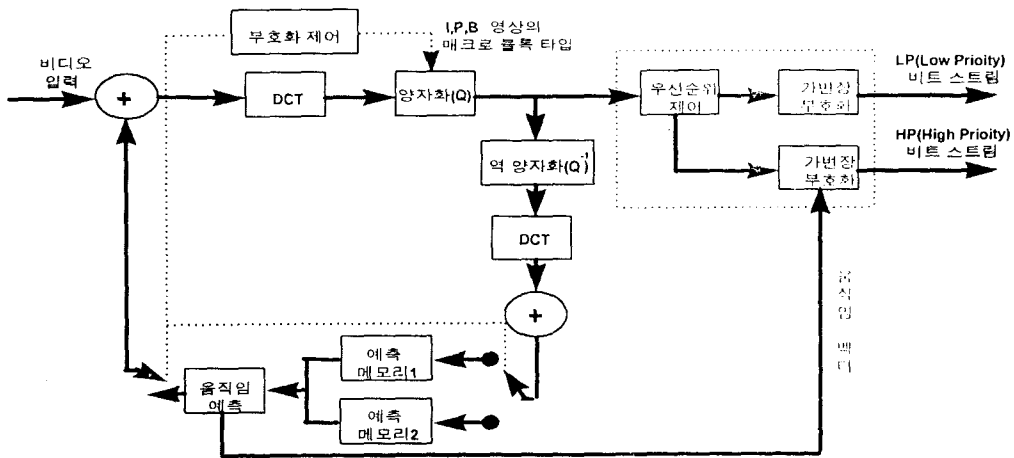 I,P,B 영상의
매크로 블록 타입
부호화 제어
비디오
입력
+
DCT
양자화(Q)
우선순위
제어
가변장
부호화
LP(Low Prioity)
비트 스트림
HP(High Prioity)
비트 스트림
가변장
부호화
역 양자화(Q⁻¹)
DCT
+
움직임 벡터
예측
메모리1
움직임
예측
예측
메모리2